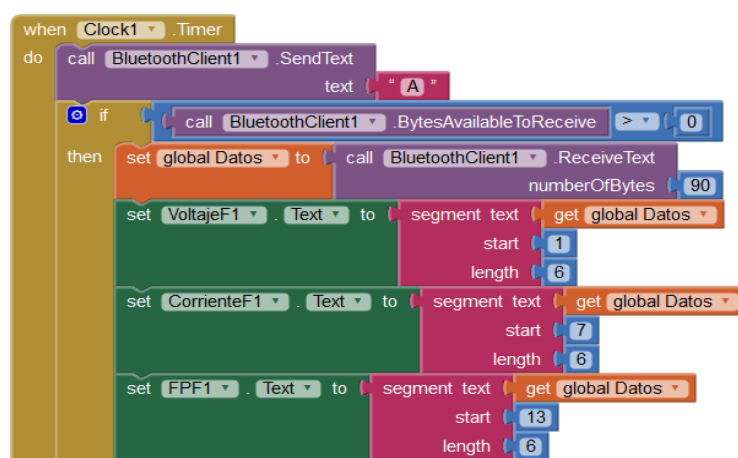 when Clock1 .Timer
do call BluetoothClient1 .SendText
text " A "
if call BluetoothClient1 .BytesAvailableToReceive > 0
then set global Datos to call BluetoothClient1 .ReceiveText
numberOfBytes 90
set VoltajeF1 . Text to segment text get global Datos
start 1
length 6
set CorrienteF1 . Text to segment text get global Datos
start 7
length 6
set FPF1 . Text to segment text get global Datos
start 13
length 6